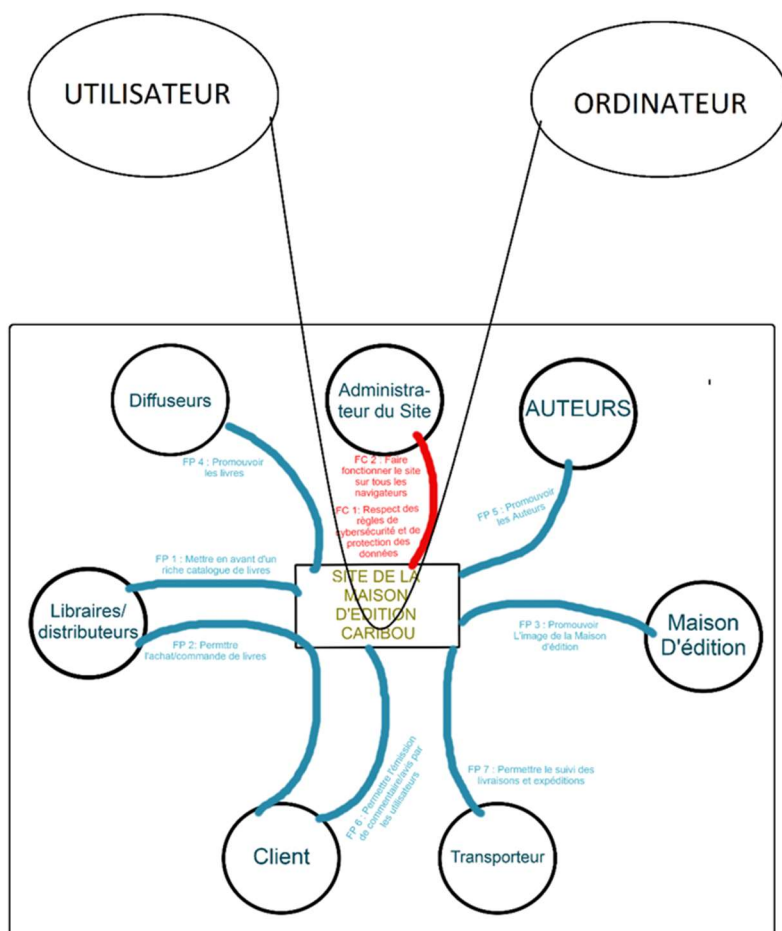 UTILISATEUR
ORDINATEUR
Diffuseurs
Administra-
teur du Site
AUTEURS
FP 4 : Promouvoir
les livres
FC 2 : Faire
fonctionner le site
sur tous les
navigateurs
FC 1: Respect des
règles de
cybersécurité et de
protection des
données
FP 5 : Promouvoir
les Auteurs
FP 1 : Mettre en avant d'un
riche catalogue de livres
SITE DE LA
MAISON
D'EDITION
CARIBOU
Libraires/
distributeurs
FP 2: Permttre
l'achat/commande de livres
FP 3 : Promouvoir
L'image de la Maison
d'édition
Maison
D'édition
FP 6 : Permettre l'émission
de commentaire/avis par
les utilisateurs
FP 7 : Permettre le suivi des
livraisons et expéditions
Client
Transporteur